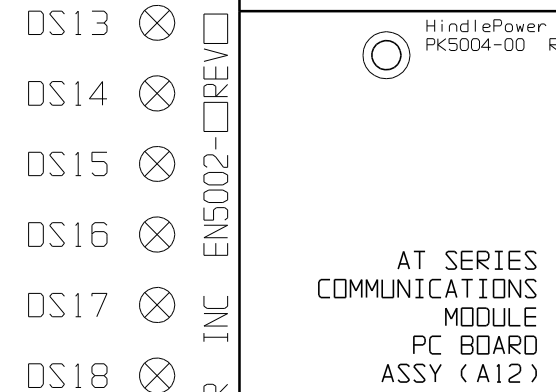 DS13
DS14
DS15
DS16
DS17
DS18
INC EN5002-□REV□
HindlePower
PK5004-00
AT SERIES
COMMUNICATIONS
MODULE
PC BOARD
ASSY (A12)